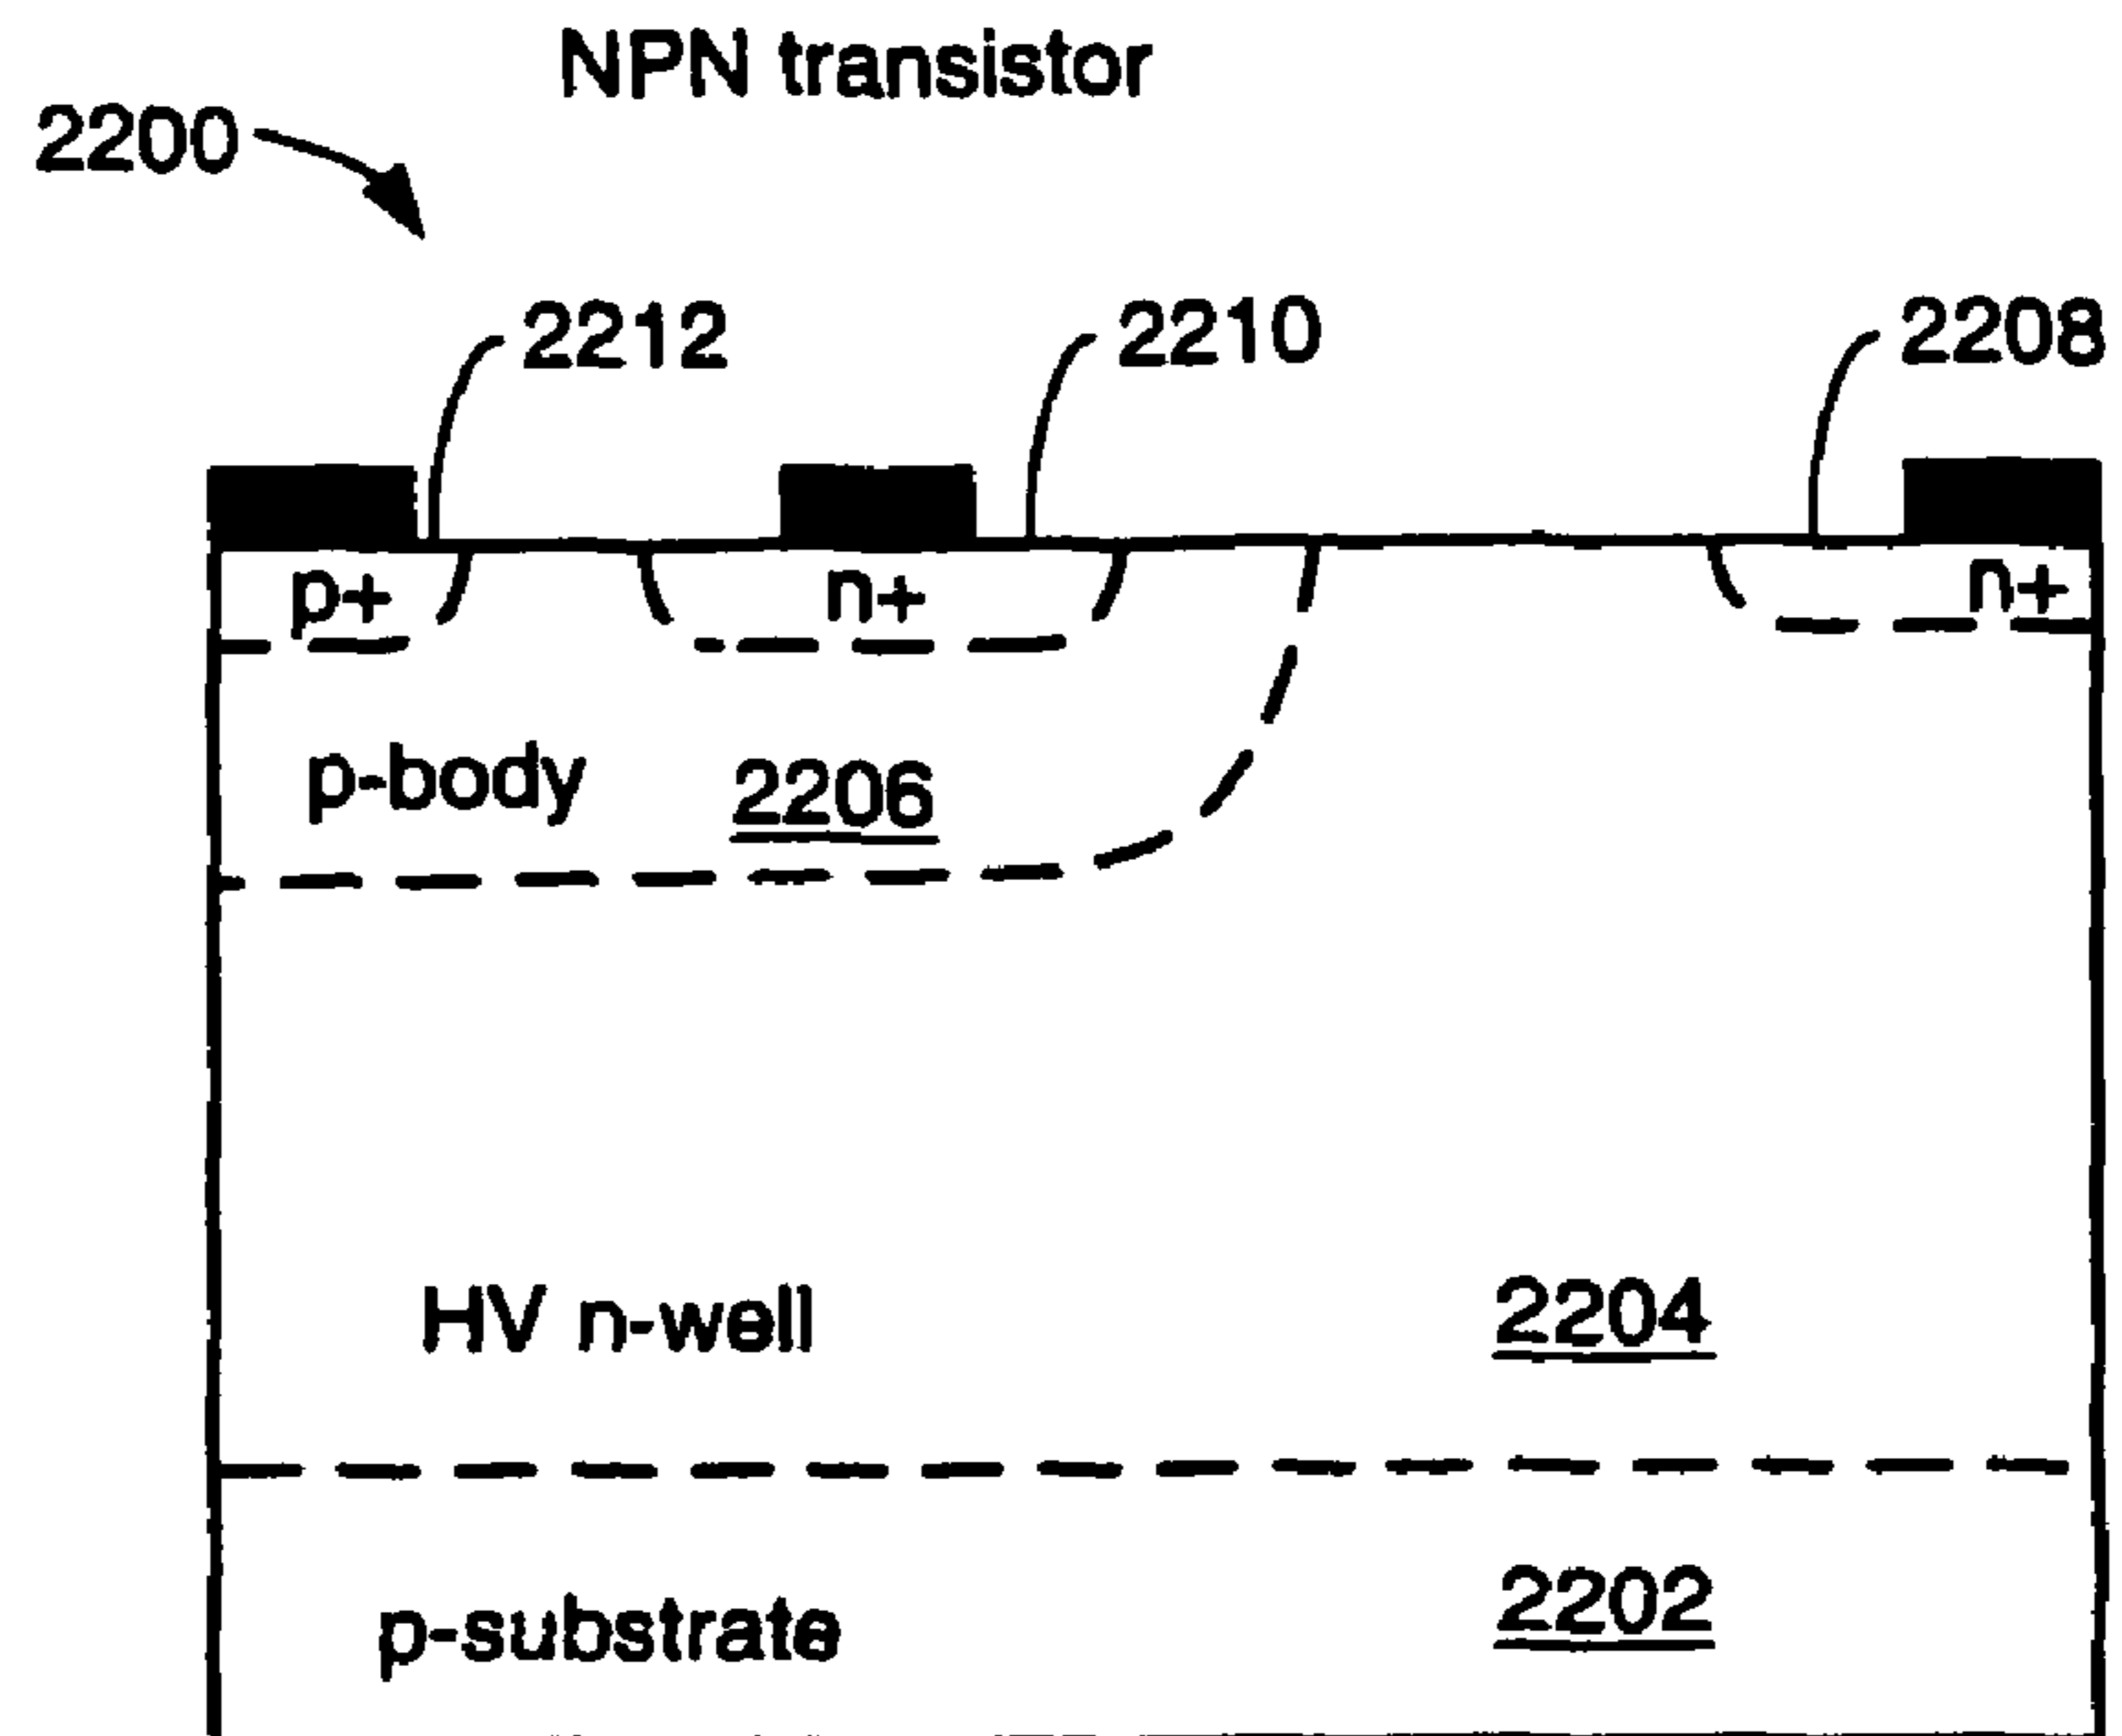 NPN transistor
2200
2212
2210
2208
p+
n+
n+
p-body
2206
HV n-well
2204
p-substrate
2202